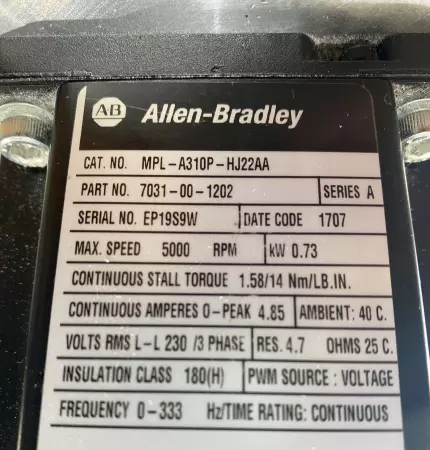 AB Allen-Bradley
CAT. NO. MPL-A310P-HJ22AA
PART NO. 7031-00-1202 SERIES A
SERIAL NO. EP19S9W DATE CODE 1707
MAX. SPEED 5000 RPM kW 0.73
CONTINUOUS STALL TORQUE 1.58/14 Nm/LB.IN.
CONTINUOUS AMPERES 0-PEAK 4.85 AMBIENT: 40 C.
VOLTS RMS L-L 230 /3 PHASE RES. 4.7 OHMS 25 C.
INSULATION CLASS 180(H) PWM SOURCE : VOLTAGE
FREQUENCY 0-333 Hz/TIME RATING: CONTINUOUS